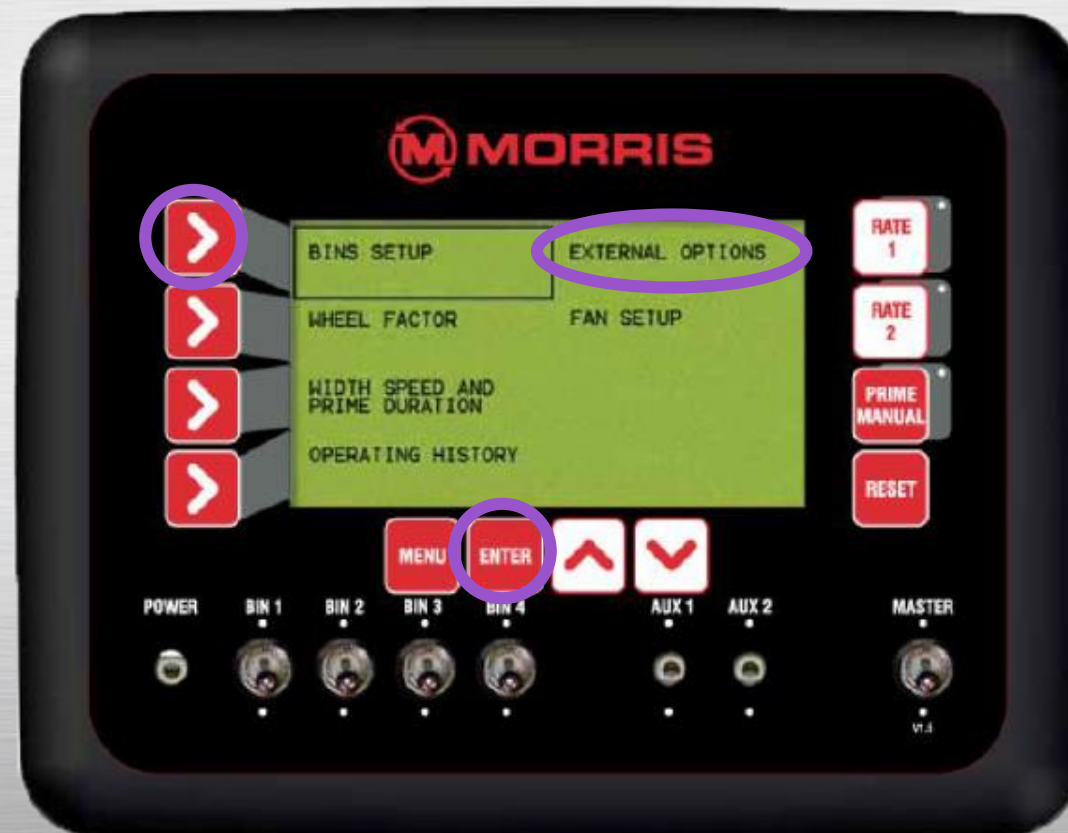 MORRIS
BINS SETUP
EXTERNAL OPTIONS
WHEEL FACTOR
FAN SETUP
WIDTH SPEED AND
PRIME DURATION
OPERATING HISTORY
RATE
1
RATE
2
PRIME
MANUAL
RESET
MENU
ENTER
POWER
BIN 1
BIN 2
BIN 3
BIN 4
AUX 1
AUX 2
MASTER